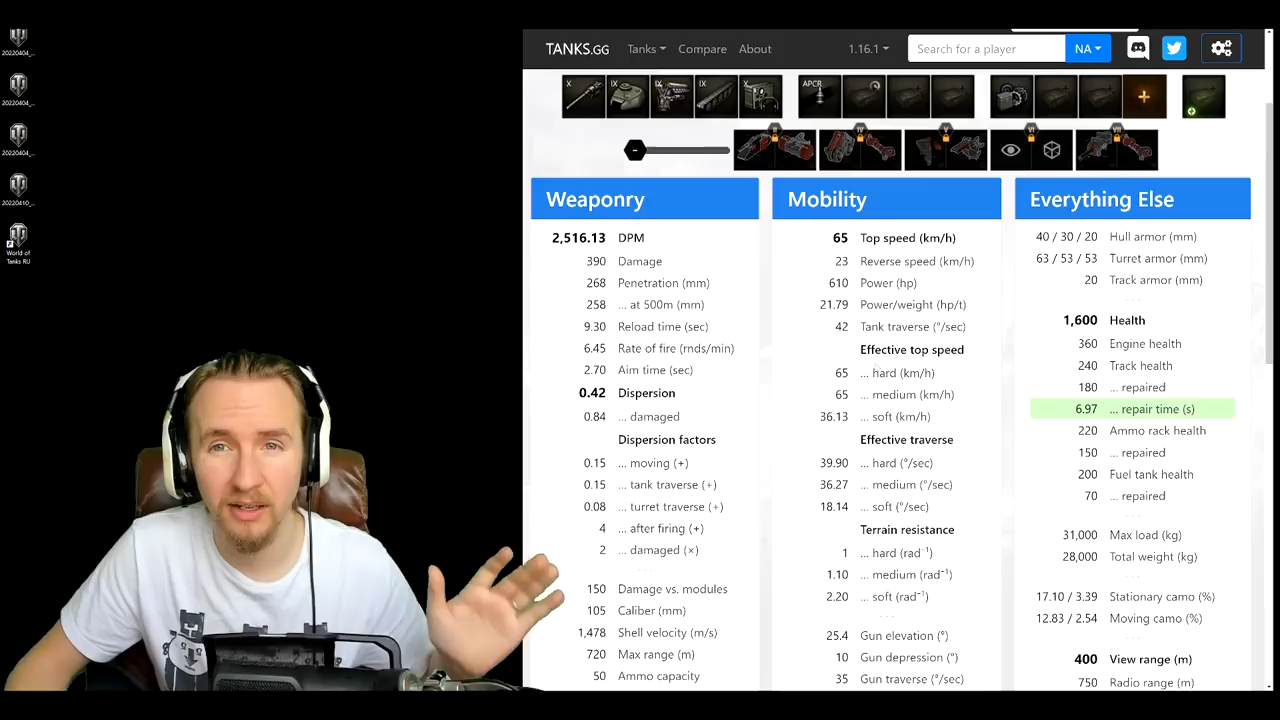 20220404_...
20220404_...
20220404_...
20220410_...
World of
Tanks RU
TANKS.GG
Tanks
Compare
About
1.16.1
Search for a player
NA
X
IX
IX
IX
X
APCR
II
IV
V
VI
VII
Weaponry
2,516.13 DPM
390 Damage
268 Penetration (mm)
258 ... at 500m (mm)
9.30 Reload time (sec)
6.45 Rate of fire (rnds/min)
2.70 Aim time (sec)
0.42 Dispersion
0.84 ... damaged
Dispersion factors
0.15 ... moving (+)
0.15 ... tank traverse (+)
0.08 ... turret traverse (+)
4 ... after firing (+)
2 ... damaged (×)
150 Damage vs. modules
105 Caliber (mm)
1,478 Shell velocity (m/s)
720 Max range (m)
50 Ammo capacity
Mobility
65 Top speed (km/h)
23 Reverse speed (km/h)
610 Power (hp)
21.79 Power/weight (hp/t)
42 Tank traverse (°/sec)
Effective top speed
65 ... hard (km/h)
65 ... medium (km/h)
36.13 ... soft (km/h)
Effective traverse
39.90 ... hard (°/sec)
36.27 ... medium (°/sec)
18.14 ... soft (°/sec)
Terrain resistance
1 ... hard (rad⁻¹)
1.10 ... medium (rad⁻¹)
2.20 ... soft (rad⁻¹)
25.4 Gun elevation (°)
10 Gun depression (°)
35 Gun traverse (°/sec)
Everything Else
40 / 30 / 20 Hull armor (mm)
63 / 53 / 53 Turret armor (mm)
20 Track armor (mm)
1,600 Health
360 Engine health
240 Track health
180 ... repaired
6.97 ... repair time (s)
220 Ammo rack health
150 ... repaired
200 Fuel tank health
70 ... repaired
31,000 Max load (kg)
28,000 Total weight (kg)
17.10 / 3.39 Stationary camo (%)
12.83 / 2.54 Moving camo (%)
400 View range (m)
750 Radio range (m)